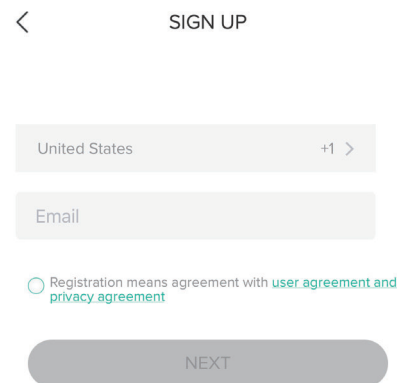 SIGN UP
United States +1
Email
Registration means agreement with user agreement and
privacy agreement
NEXT